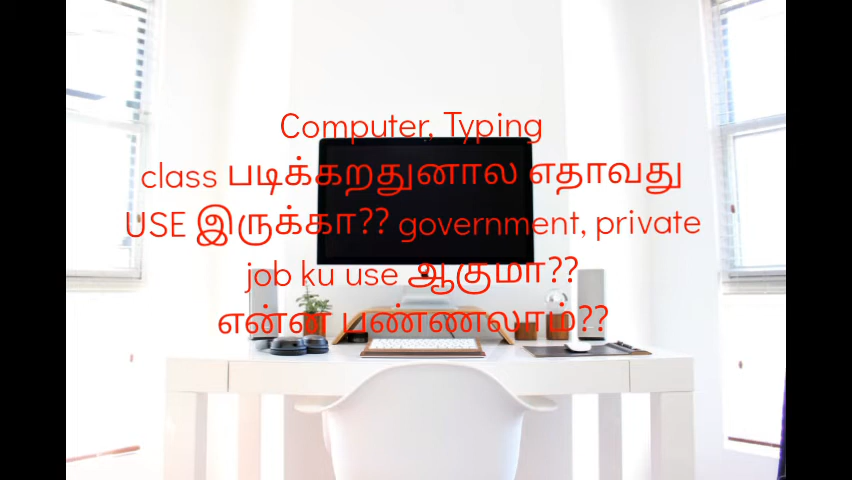 Computer, Typing
class படிக்கறதுனால எதாவது
USE இருக்கா?? government, private
job ku use ஆகுமா??
என்ன பண்ணலாம்??